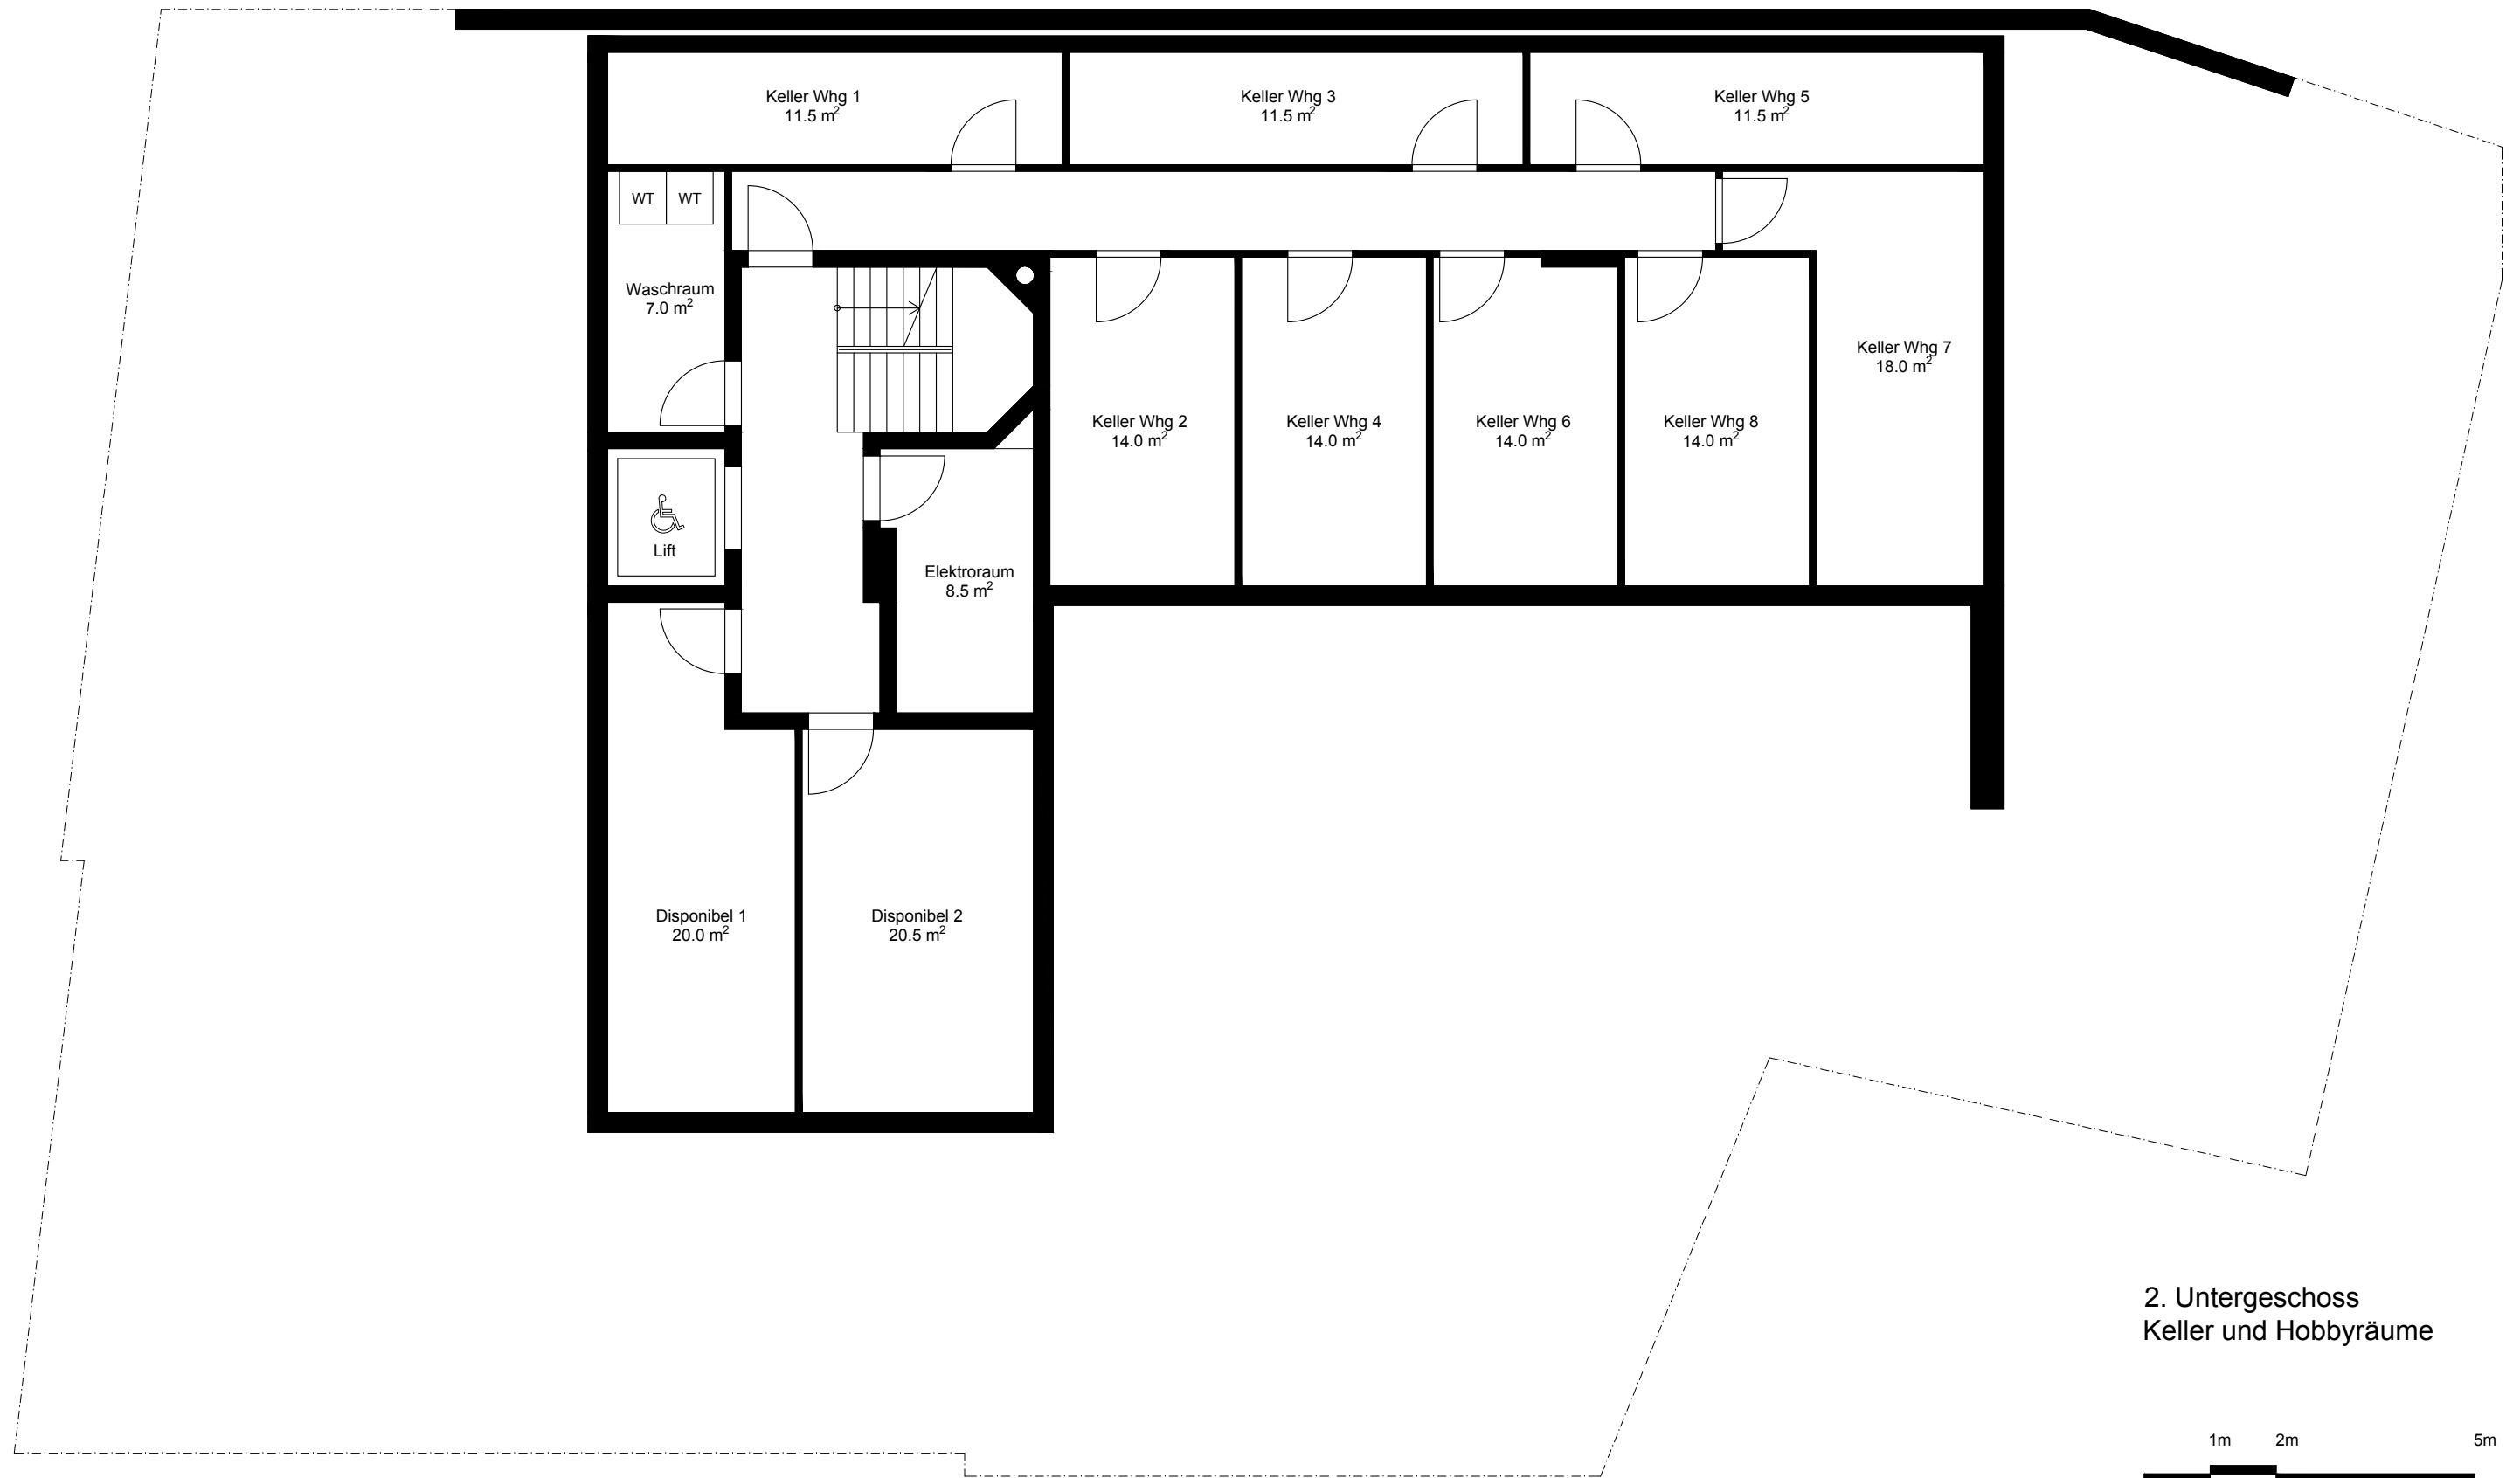 Keller Whg 1
11.5 m²
Keller Whg 3
11.5 m²
Keller Whg 5
11.5 m²
WT WT
Waschraum
7.0 m²
Keller Whg 7
18.0 m²
Keller Whg 2
14.0 m²
Keller Whg 4
14.0 m²
Keller Whg 6
14.0 m²
Keller Whg 8
14.0 m²
Lift
Elektroraum
8.5 m²
Disponibel 1
20.0 m²
Disponibel 2
20.5 m²
2. Untergeschoss
Keller und Hobbyräume
1m 2m 5m